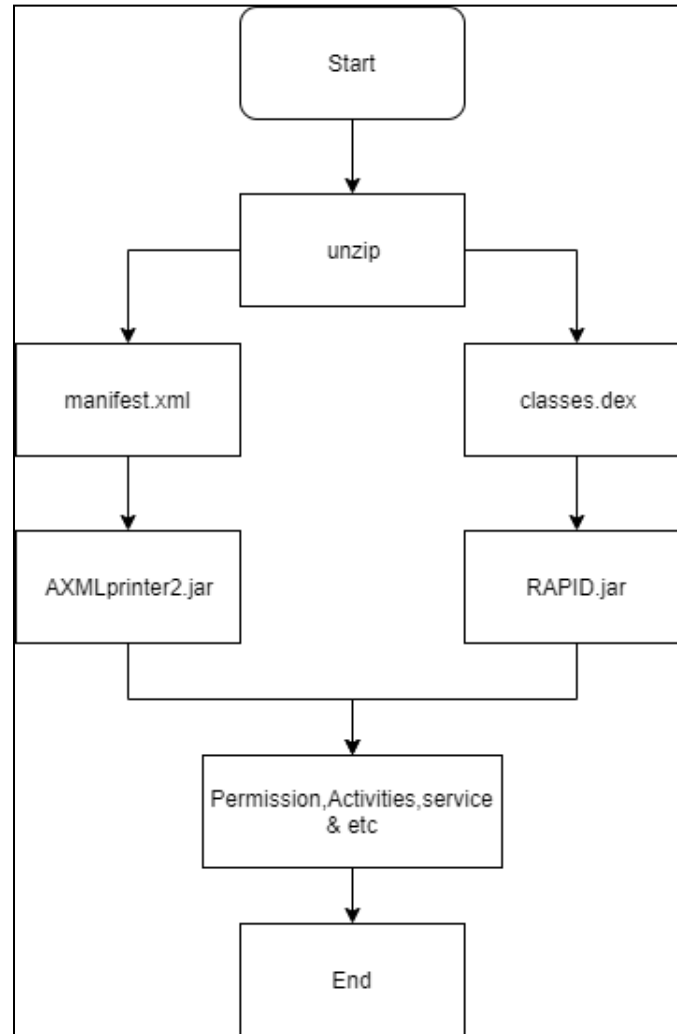 Start
unzip
manifest.xml
classes.dex
AXMLprinter2.jar
RAPID.jar
Permission,Activities,service
& etc
End